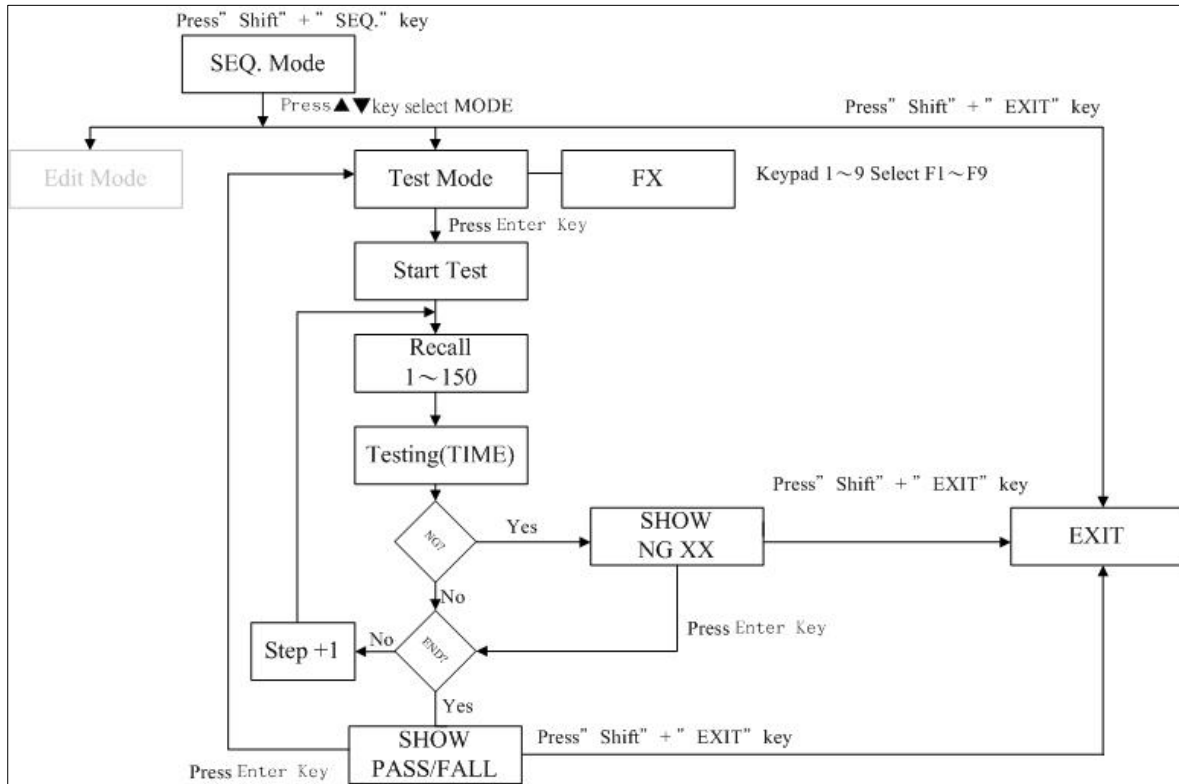 Press” Shift” +” SEQ.” key
SEQ. Mode
Press▲▼key select MODE
Press” Shift” +” EXIT” key
Edit Mode
Test Mode
FX
Keypad 1～9 Select F1～F9
Press Enter Key
Start Test
Recall
1～150
Testing(TIME)
Press” Shift” +” EXIT” key
NG?
Yes
SHOW
NG XX
EXIT
No
Press Enter Key
Step +1
No
END?
Yes
SHOW
PASS/FALL
Press” Shift” +” EXIT” key
Press Enter Key